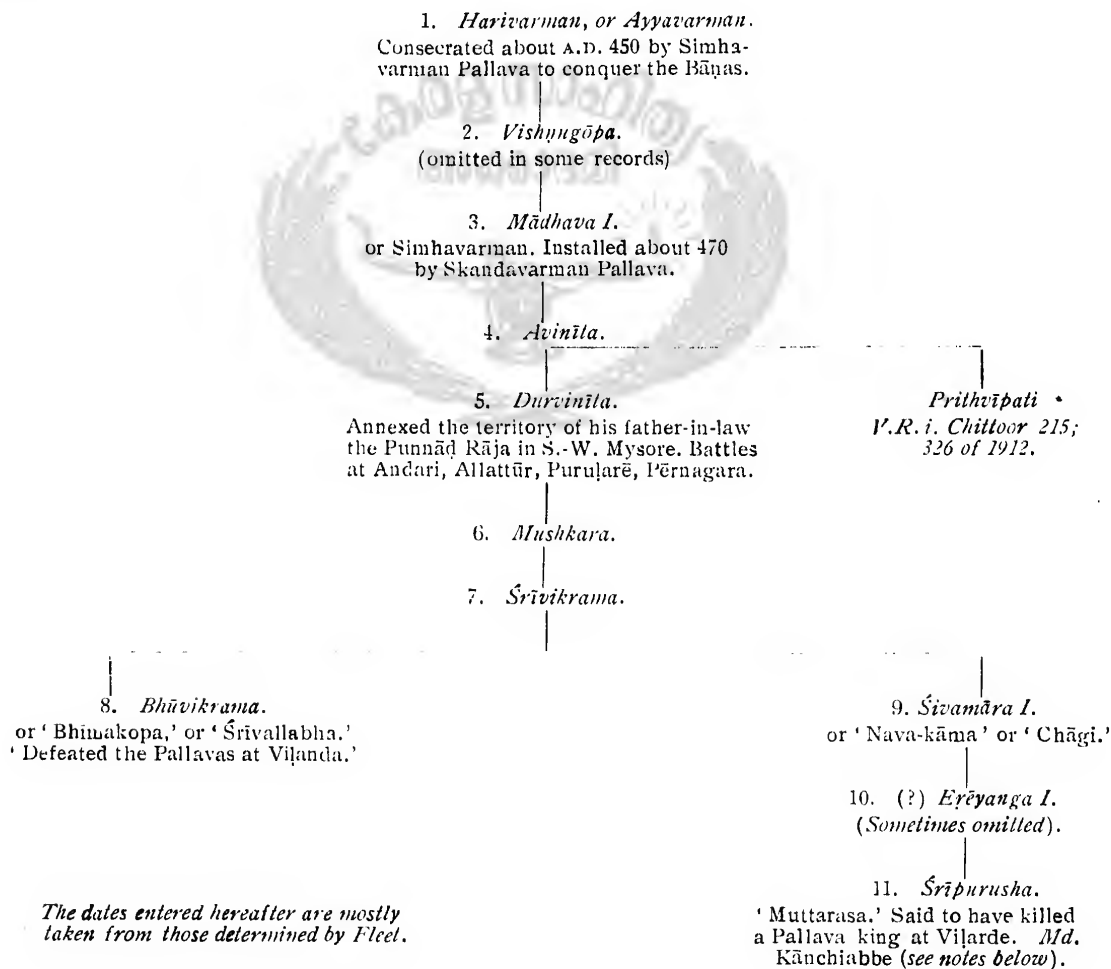 1. Harivarman, or Ayyavarman.
Consecrated about A.D. 450 by Simha-
varman Pallava to conquer the Bāṇas.
2. Vishṇugōpa.
(omitted in some records)
3. Mādhava I.
or Simhavarman. Installed about 470
by Skandavarman Pallava.
4. Avinīta.
5. Durvinīta.
Annexed the territory of his father-in-law
the Punnāḍ Rāja in S.-W. Mysore. Battles
at Andari, Allattūr, Puruḷarē, Pērnagara.
Prithvīpati
V.R. i. Chittoor 215;
326 of 1912.
6. Mushkara.
7. Śrīvikrama.
8. Bhūvikrama.
or ‘ Bhimakopa,’ or ‘ Śrīvallabha.’
‘ Defeated the Pallavas at Viḷanda.’
9. Śivamāra I.
or ‘ Nava-kāma ’ or ‘ Chāgi.’
10. (?) Eṛēyanga I.
(Sometimes omitted).
11. Śrīpurusha.
‘ Muttarasa.’ Said to have killed
a Pallava king at Viḷarde. Md.
Kānchiabbe (see notes below).
The dates entered hereafter are mostly
taken from those determined by Fleet.